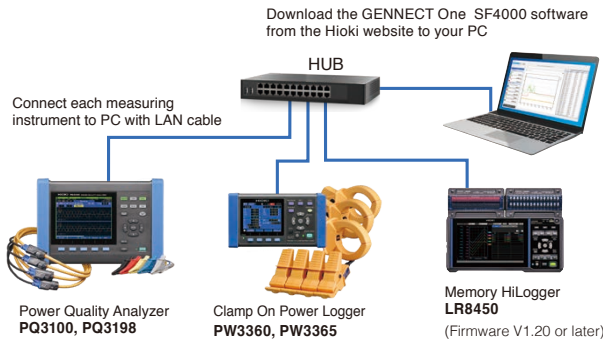 Download the GENNECT One SF4000 software
from the Hioki website to your PC
HUB
Connect each measuring
instrument to PC with LAN cable
Power Quality Analyzer
PQ3100, PQ3198
Clamp On Power Logger
PW3360, PW3365
Memory HiLogger
LR8450
(Firmware V1.20 or later)